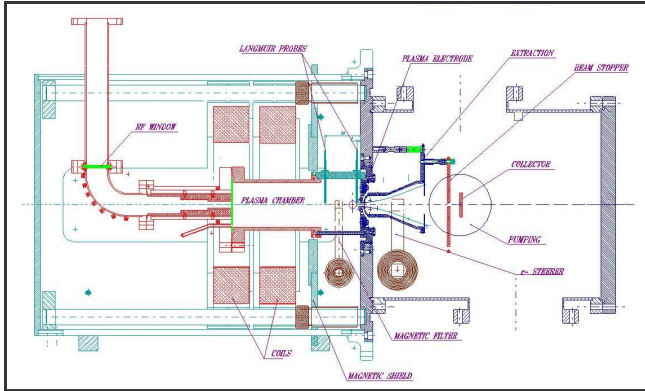 LANGMUIR PROBES
PLASMA ELECTRODE
EXTRACTION
BEAM STOPPER
RF WINDOW
PLASMA CHAMBER
COLLECTOR
PUMPING
e- STEERER
MAGNETIC FILTER
COILS
MAGNETIC SHIELD